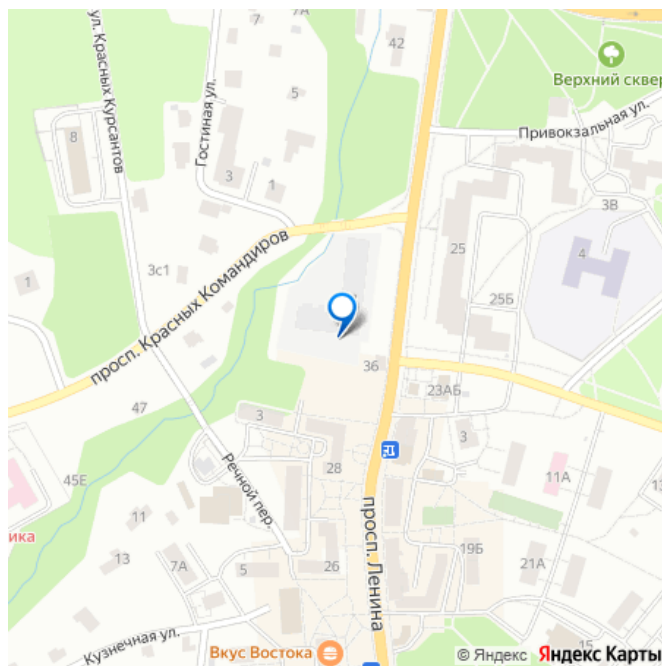 7
7А
42
Верхний сквер
ул. Красных Курсантов
Гостиная ул.
5
Привокзальная ул.
8
3
1
3В
25
4
просп. Красных Командиров
3с1
1
25Б
36
23АБ
47
3
3
28
45Е
Речной пер.
11А
13
ика
11
просп. Ленина
13
7А
5
26
19Б
21А
Кузнечная ул.
15
Вкус Востока
© Яндекс Яндекс Карты